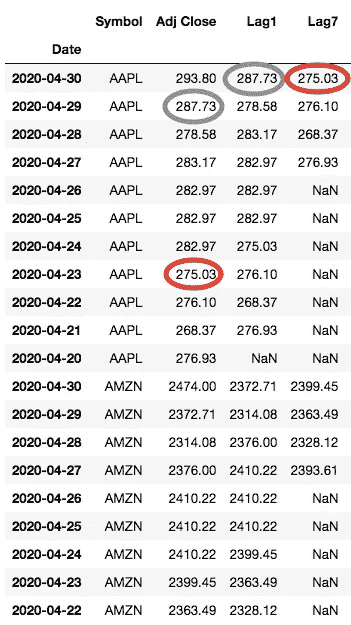 Symbol Adj Close Lag1 Lag7
Date
2020-04-30 AAPL 293.80 287.73 275.03
2020-04-29 AAPL 287.73 278.58 276.10
2020-04-28 AAPL 278.58 283.17 268.37
2020-04-27 AAPL 283.17 282.97 276.93
2020-04-26 AAPL 282.97 282.97 NaN
2020-04-25 AAPL 282.97 282.97 NaN
2020-04-24 AAPL 282.97 275.03 NaN
2020-04-23 AAPL 275.03 276.10 NaN
2020-04-22 AAPL 276.10 268.37 NaN
2020-04-21 AAPL 268.37 276.93 NaN
2020-04-20 AAPL 276.93 NaN NaN
2020-04-30 AMZN 2474.00 2372.71 2399.45
2020-04-29 AMZN 2372.71 2314.08 2363.49
2020-04-28 AMZN 2314.08 2376.00 2328.12
2020-04-27 AMZN 2376.00 2410.22 2393.61
2020-04-26 AMZN 2410.22 2410.22 NaN
2020-04-25 AMZN 2410.22 2410.22 NaN
2020-04-24 AMZN 2410.22 2399.45 NaN
2020-04-23 AMZN 2399.45 2363.49 NaN
2020-04-22 AMZN 2363.49 2328.12 NaN